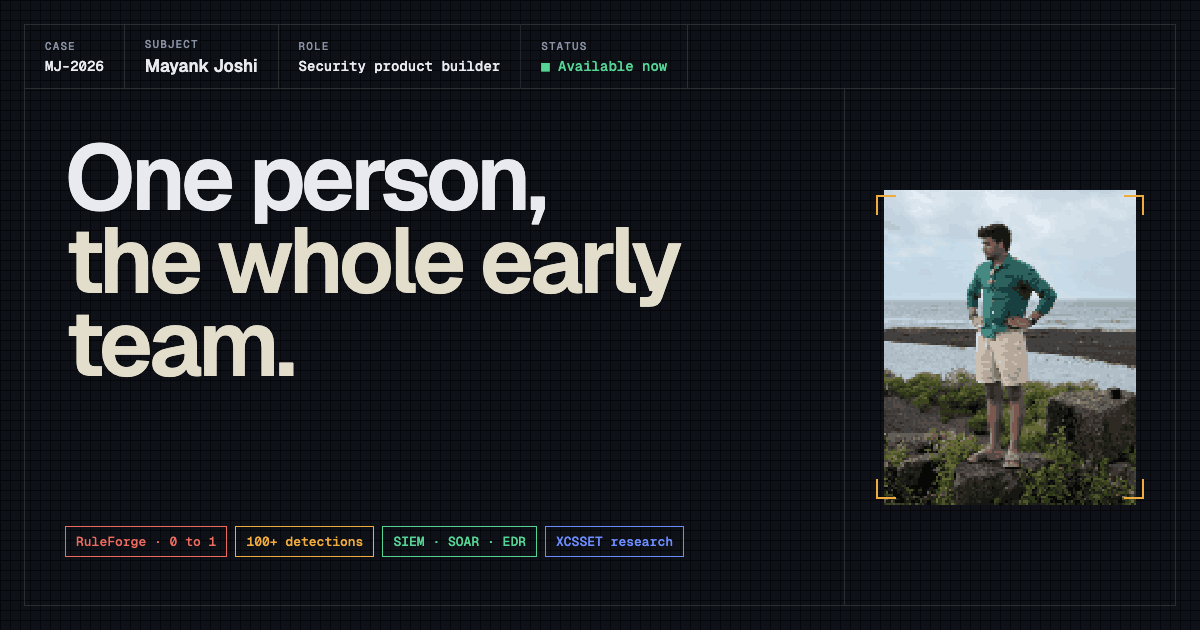 CASE
MJ-2026
SUBJECT
Mayank Joshi
ROLE
Security product builder
STATUS
Available now
One person,
the whole early
team.
RuleForge · 0 to 1
100+ detections
SIEM · SOAR · EDR
XCSSET research